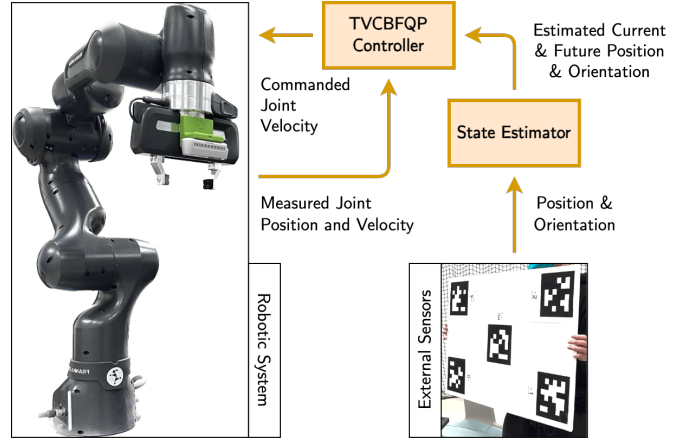 TVCBFQP
Controller
Estimated Current
& Future Position
& Orientation
Commanded
Joint
Velocity
State Estimator
Measured Joint
Position and Velocity
Position &
Orientation
Robotic System
External Sensors